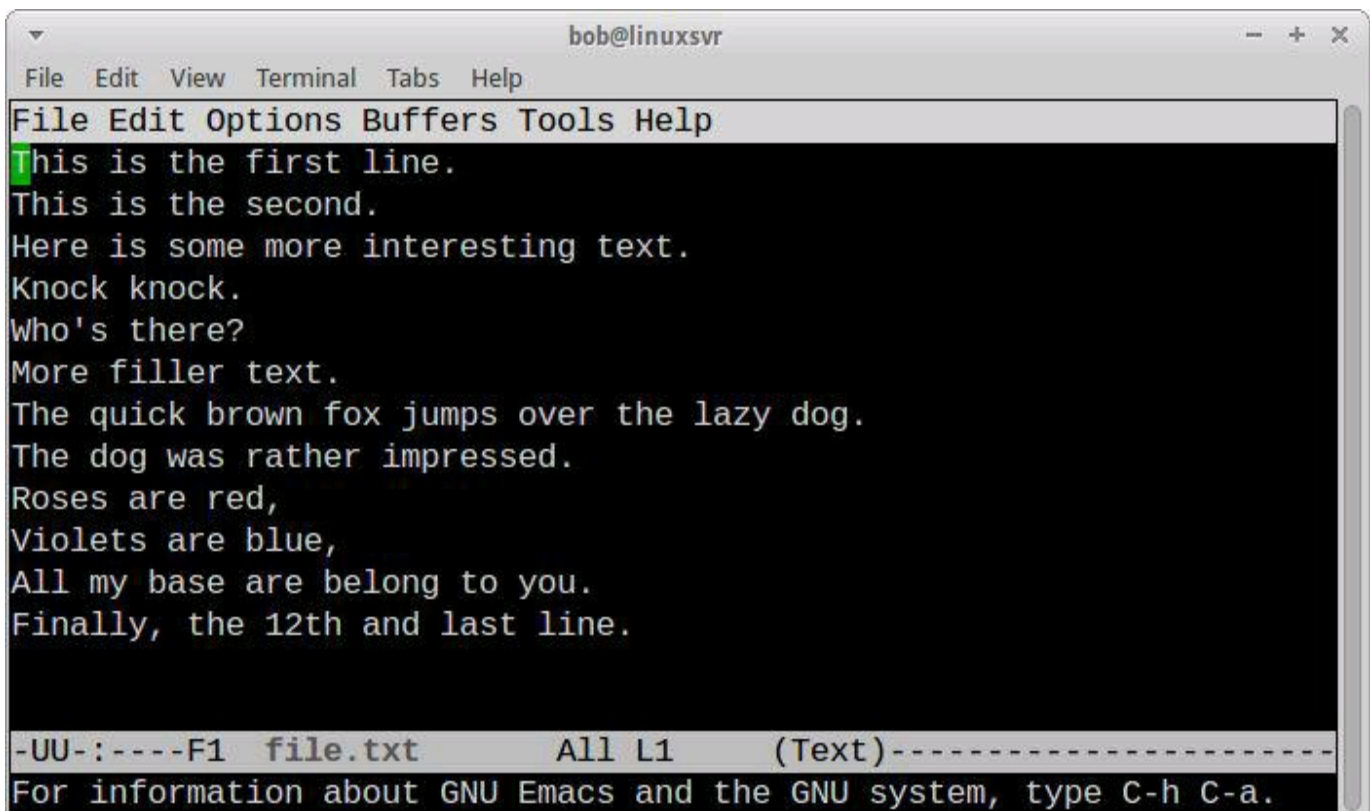 bob@linuxsvr
File Edit View Terminal Tabs Help
File Edit Options Buffers Tools Help
This is the first line.
This is the second.
Here is some more interesting text.
Knock knock.
Who's there?
More filler text.
The quick brown fox jumps over the lazy dog.
The dog was rather impressed.
Roses are red,
Violets are blue,
All my base are belong to you.
Finally, the 12th and last line.
-UU-:----F1  file.txt       All L1     (Text)-----------------------
For information about GNU Emacs and the GNU system, type C-h C-a.